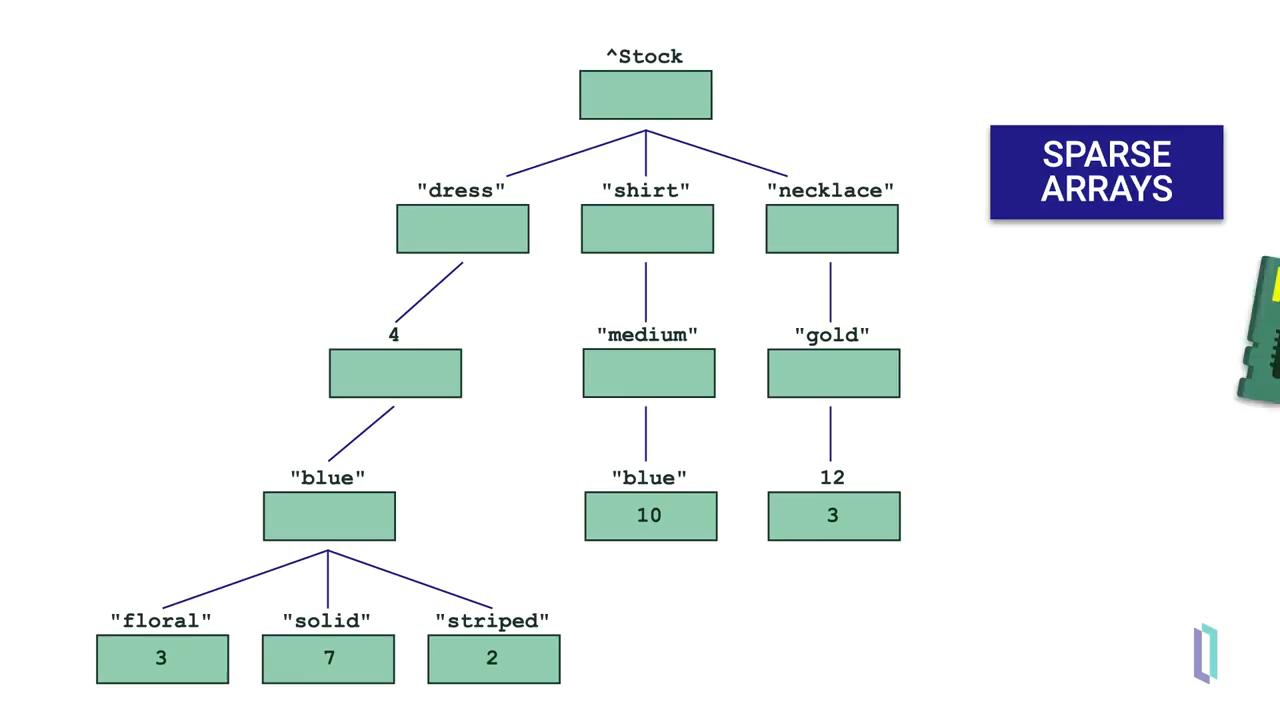 ^Stock
SPARSE
ARRAYS
"dress"
"shirt"
"necklace"
4
"medium"
"gold"
"blue"
"blue"
12
10
3
"floral"
"solid"
"striped"
3
7
2